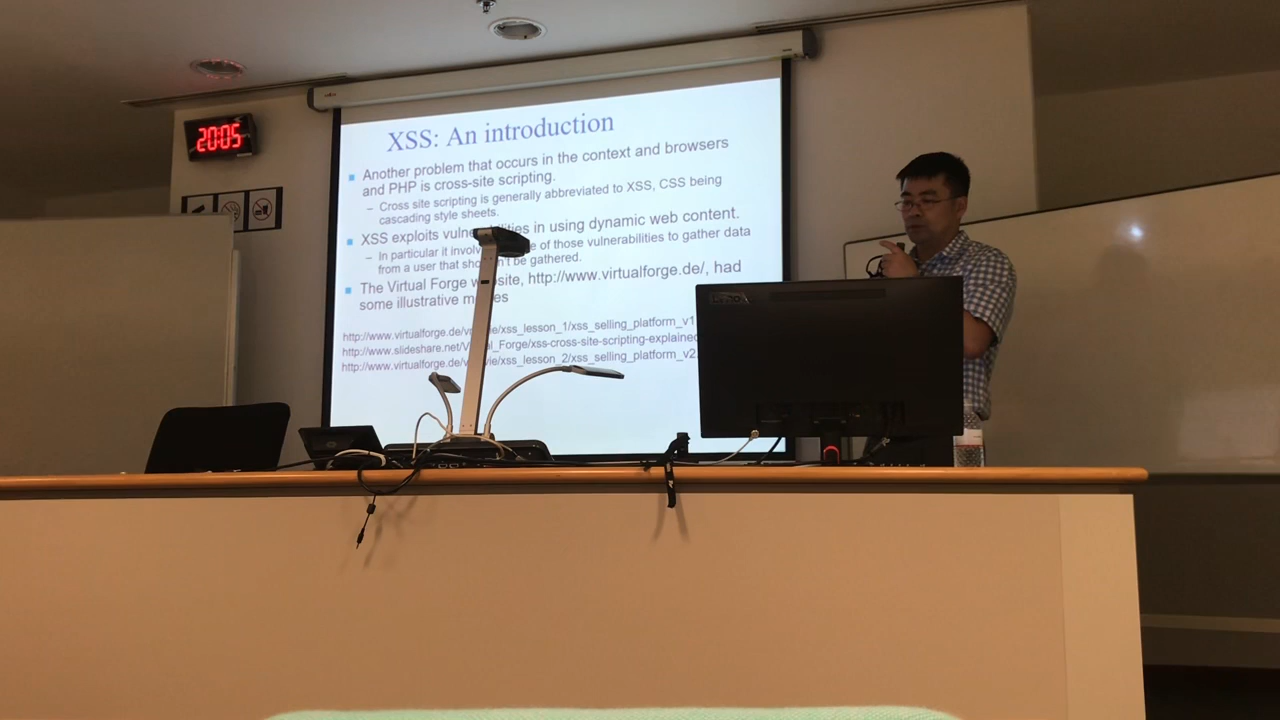 20:05
XSS: An introduction
Another problem that occurs in the context and browsers
and PHP is cross-site scripting.
– Cross site scripting is generally abbreviated to XSS, CSS being
cascading style sheets.
XSS exploits in using dynamic web content.
– In particular it of those vulnerabilities to gather data
from a user that be gathered.
The Virtual Forge http://www.virtualforge.de/, had
some illustrative
http://www.virtualforge.de/ /xss_lesson_1/xss_selling_platform_v1
http://www.slideshare.net/ _Forge/xss-cross-site-scripting-explained
http://www.virtualforge.de/ /xss_lesson_2/xss_selling_platform_v2